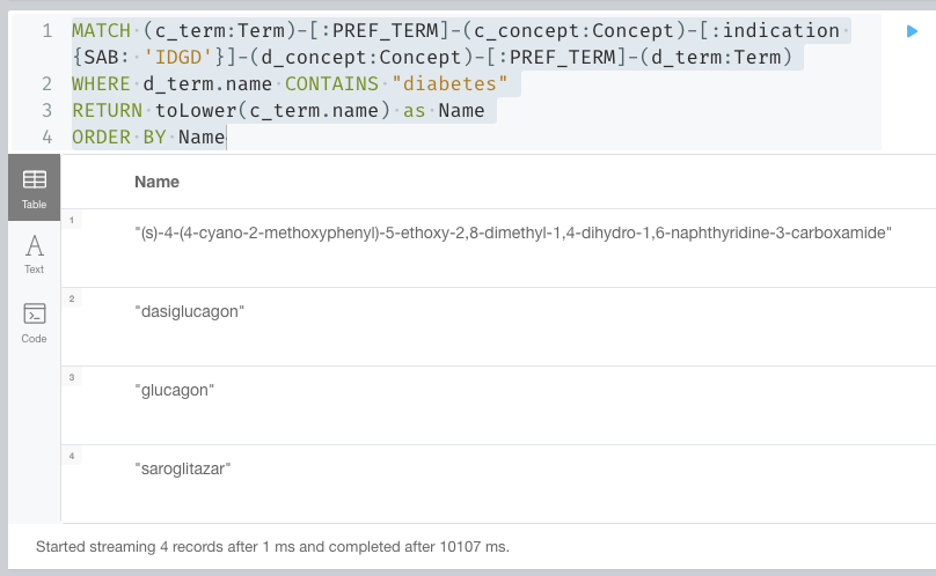 1 MATCH (c_term:Term)-[:PREF_TERM]-(c_concept:Concept)-[:indication
{SAB: 'IDGD'}]-(d_concept:Concept)-[:PREF_TERM]-(d_term:Term)
2 WHERE d_term.name CONTAINS "diabetes"
3 RETURN toLower(c_term.name) as Name
4 ORDER BY Name
Table
Text
Code
Name
1
"(s)-4-(4-cyano-2-methoxyphenyl)-5-ethoxy-2,8-dimethyl-1,4-dihydro-1,6-naphthyridine-3-carboxamide"
2
"dasiglucagon"
3
"glucagon"
4
"saroglitazar"
Started streaming 4 records after 1 ms and completed after 10107 ms.